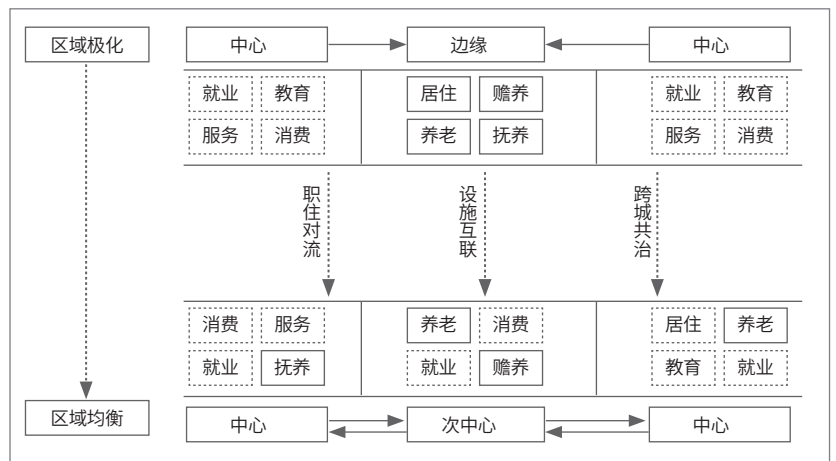 区域极化 中心 边缘 中心
就业 教育 居住 赡养 就业 教育
服务 消费 养老 抚养 服务 消费
职住对流
设施互联
跨城共治
消费 服务 养老 消费 居住 养老
就业 抚养 就业 赡养 教育 就业
区域均衡 中心 次中心 中心